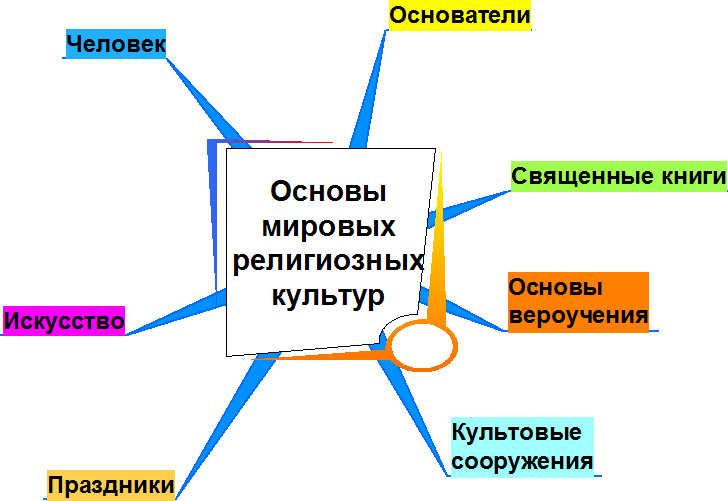 Основатели
Человек
Священные книги
Основы
мировых
религиозных
культур
Основы
вероучения
Искусство
Культовые
сооружения
Праздники